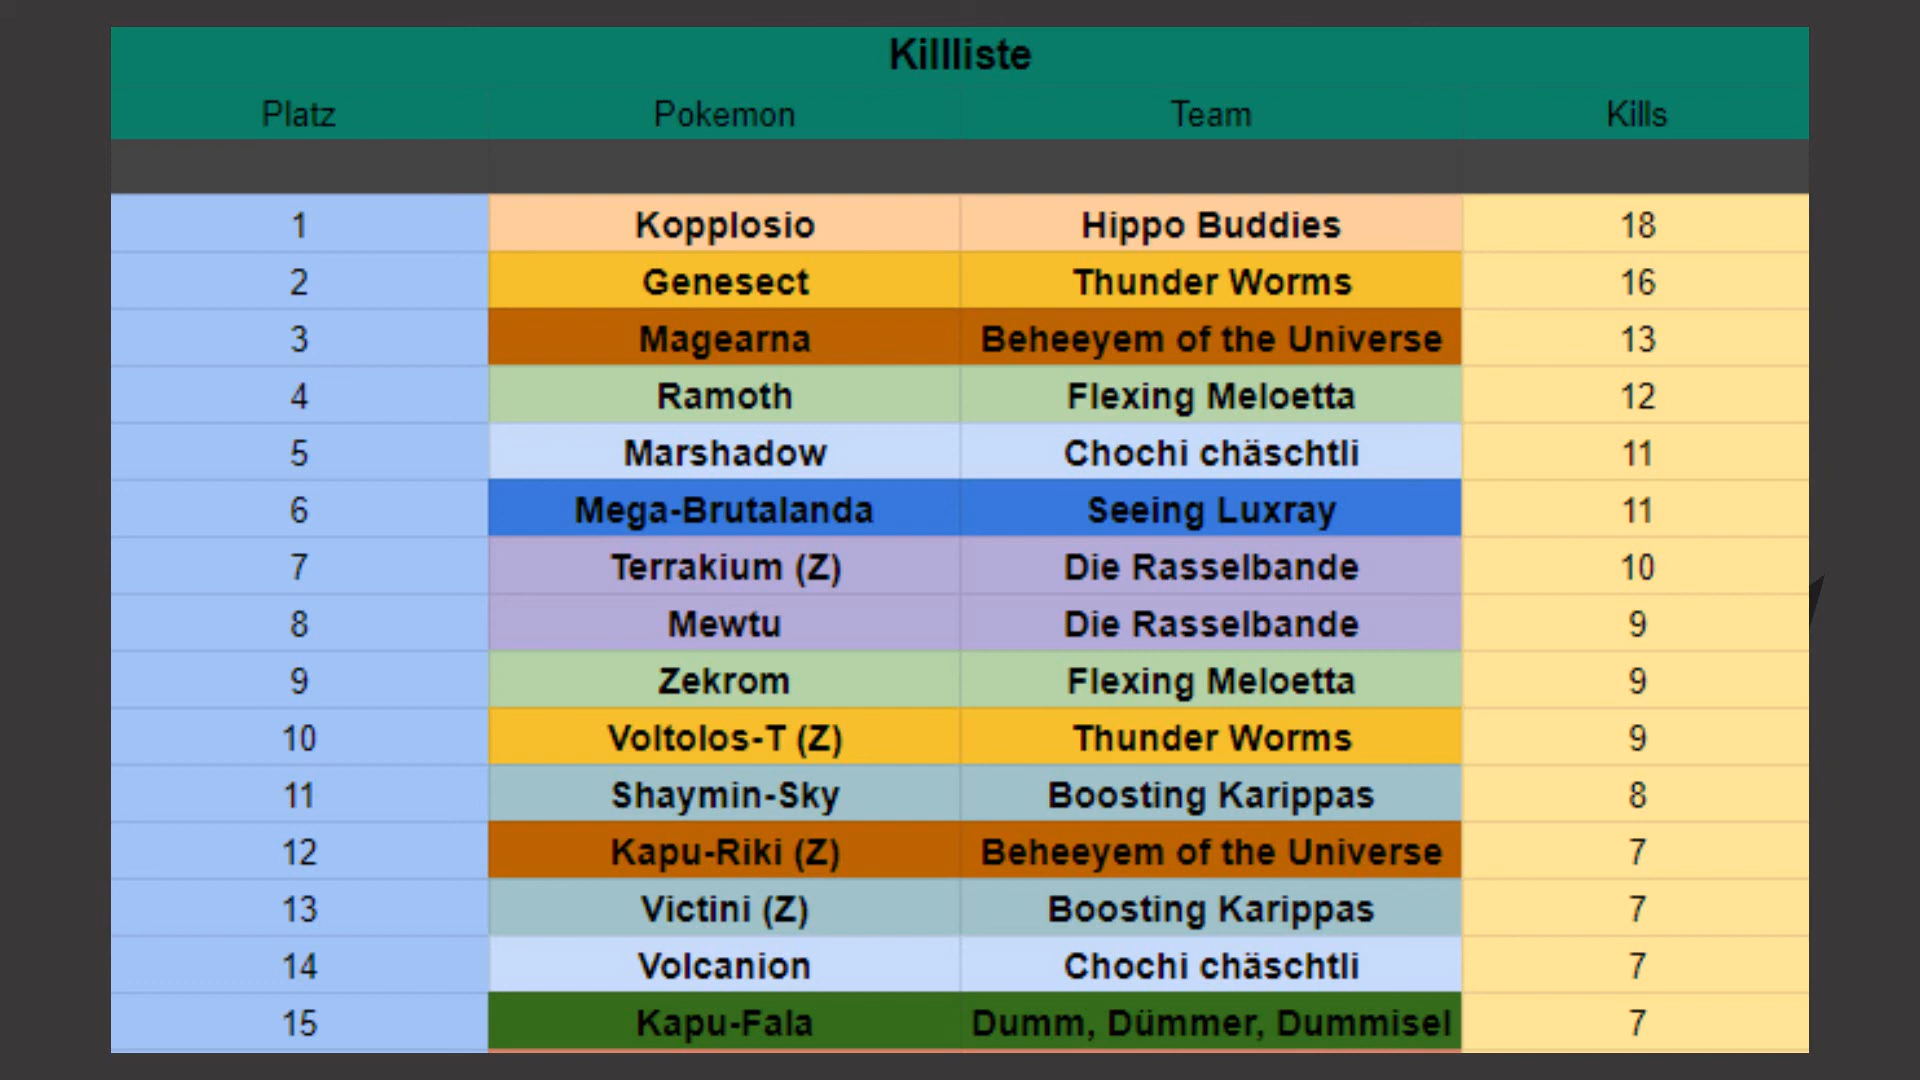 Killliste
Platz Pokemon Team Kills
1 Kopplosio Hippo Buddies 18
2 Genesect Thunder Worms 16
3 Magearna Beheeyem of the Universe 13
4 Ramoth Flexing Meloetta 12
5 Marshadow Chochi chäschtli 11
6 Mega-Brutalanda Seeing Luxray 11
7 Terrakium (Z) Die Rasselbande 10
8 Mewtu Die Rasselbande 9
9 Zekrom Flexing Meloetta 9
10 Voltolos-T (Z) Thunder Worms 9
11 Shaymin-Sky Boosting Karippas 8
12 Kapu-Riki (Z) Beheeyem of the Universe 7
13 Victini (Z) Boosting Karippas 7
14 Volcanion Chochi chäschtli 7
15 Kapu-Fala Dumm, Dümmer, Dummisel 7